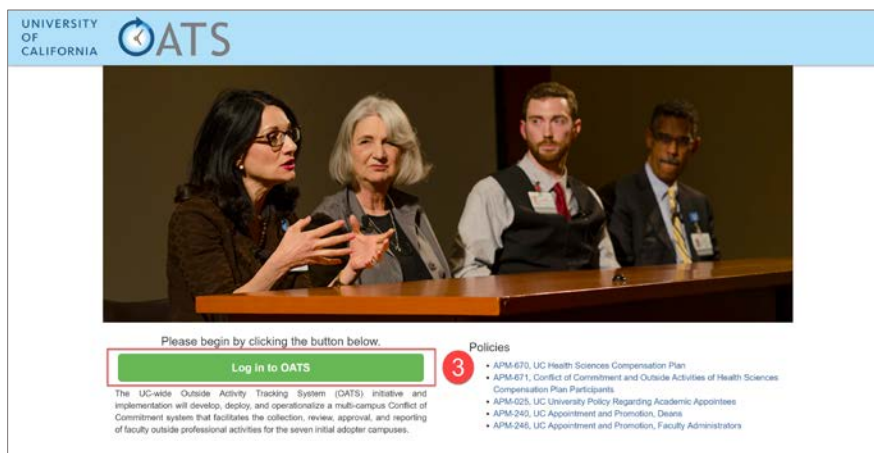 UNIVERSITY
OF
CALIFORNIA
OATS
Please begin by clicking the button below.
Log in to OATS
3
The UC-wide Outside Activity Tracking System (OATS) initiative and
implementation will develop, deploy, and operationalize a multi-campus Conflict of
Commitment system that facilitates the collection, review, approval, and reporting
of faculty outside professional activities for the seven initial adopter campuses.
Policies
• APM-670, UC Health Sciences Compensation Plan
• APM-671, Conflict of Commitment and Outside Activities of Health Sciences
Compensation Plan Participants
• APM-025, UC University Policy Regarding Academic Appointees
• APM-240, UC Appointment and Promotion, Deans
• APM-246, UC Appointment and Promotion, Faculty Administrators